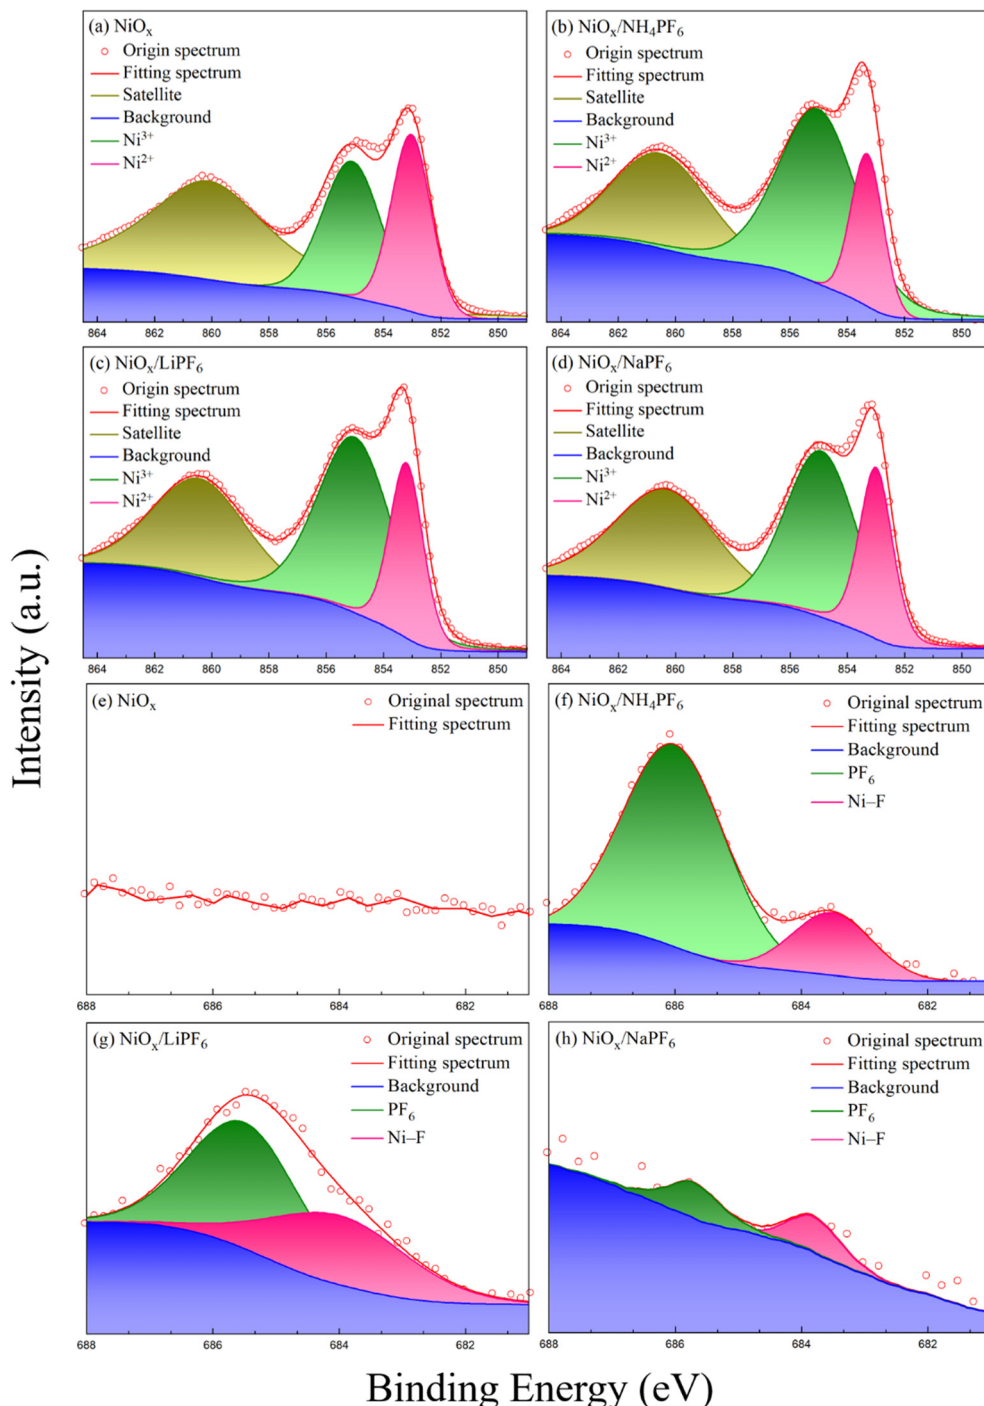 (a) NiOₓ
Origin spectrum
Fitting spectrum
Satellite
Background
Ni³⁺
Ni²⁺
864 862 860 858 856 854 852 850
(b) NiOₓ/NH₄PF₆
Origin spectrum
Fitting spectrum
Satellite
Background
Ni³⁺
Ni²⁺
864 862 860 858 856 854 852 850
(c) NiOₓ/LiPF₆
Origin spectrum
Fitting spectrum
Satellite
Background
Ni³⁺
Ni²⁺
864 862 860 858 856 854 852 850
(d) NiOₓ/NaPF₆
Origin spectrum
Fitting spectrum
Satellite
Background
Ni³⁺
Ni²⁺
864 862 860 858 856 854 852 850
Intensity (a.u.)
(e) NiOₓ
Original spectrum
Fitting spectrum
688 686 684 682
(f) NiOₓ/NH₄PF₆
Original spectrum
Fitting spectrum
Background
PF₆
Ni–F
688 686 684 682
(g) NiOₓ/LiPF₆
Original spectrum
Fitting spectrum
Background
PF₆
Ni–F
688 686 684 682
(h) NiOₓ/NaPF₆
Original spectrum
Fitting spectrum
Background
PF₆
Ni–F
688 686 684 682
Binding Energy (eV)